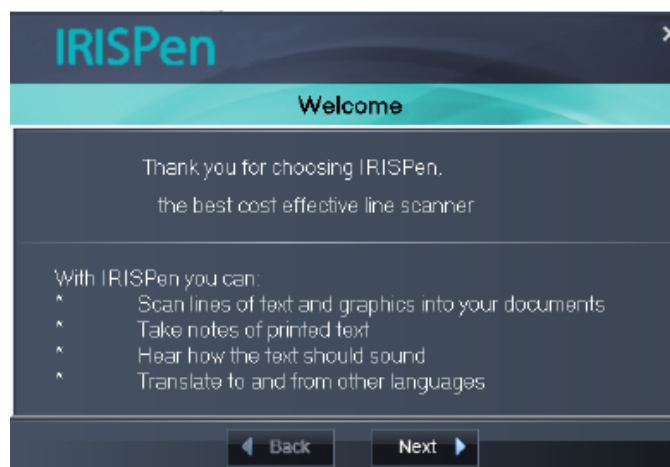 IRISPen
Welcome
Thank you for choosing IRISPen,
the best cost effective line scanner
With IRISPen you can:
* Scan lines of text and graphics into your documents
* Take notes of printed text
* Hear how the text should sound
* Translate to and from other languages
Back Next